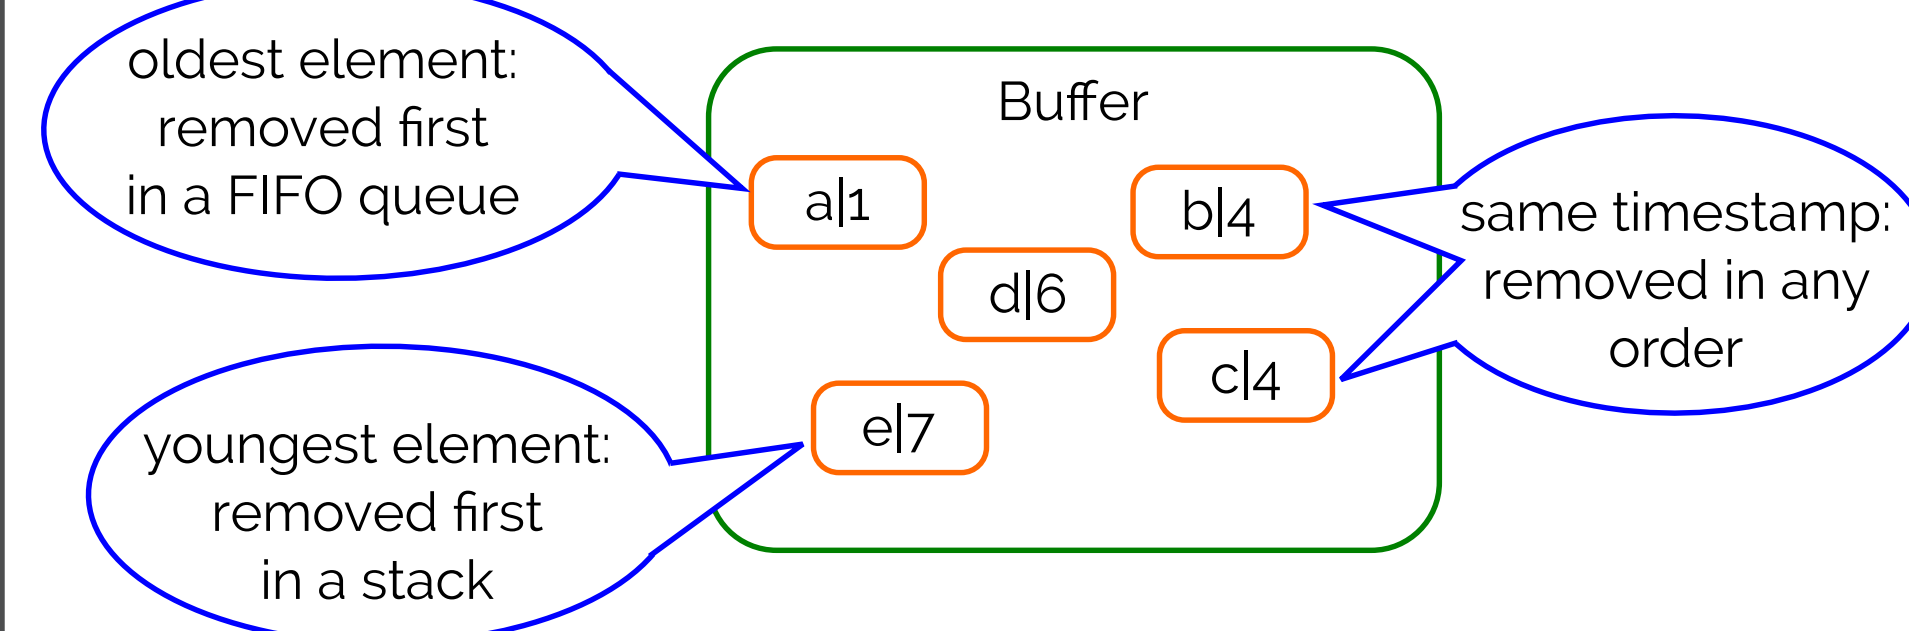 oldest element:
removed first
in a FIFO queue
Buffer
a|1
b|4
same timestamp:
removed in any
order
d|6
c|4
youngest element:
removed first
in a stack
e|7